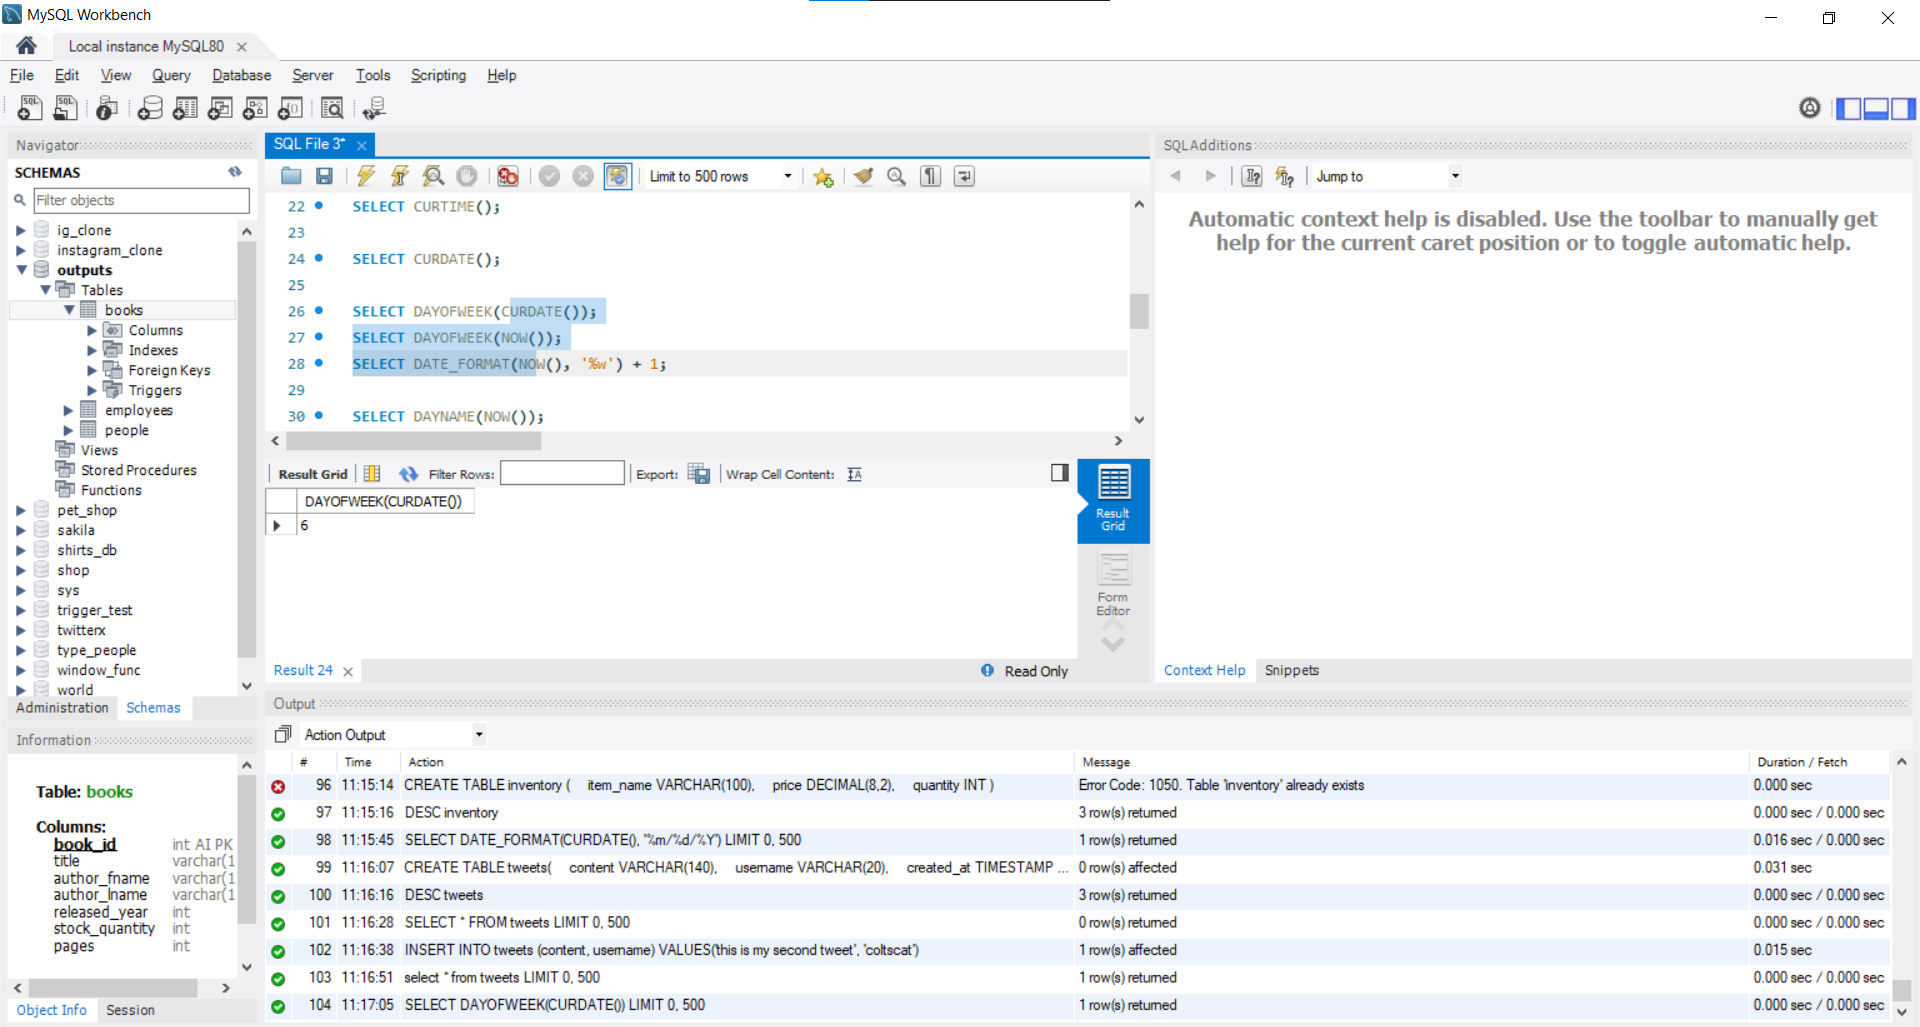 MySQL Workbench
Local instance MySQL80
File Edit View Query Database Server Tools Scripting Help
Navigator
SCHEMAS
Filter objects
ig_clone
instagram_clone
outputs
Tables
books
Columns
Indexes
Foreign Keys
Triggers
employees
people
Views
Stored Procedures
Functions
pet_shop
sakila
shirts_db
shop
sys
trigger_test
twitterx
type_people
window_func
world
Administration Schemas
Information
Table: books
Columns:
book_id int AI PK
title varchar(1
author_fname varchar(1
author_lname varchar(1
released_year int
stock_quantity int
pages int
Object Info Session
SQL File 3*
Limit to 500 rows
22 SELECT CURTIME();
23
24 SELECT CURDATE();
25
26 SELECT DAYOFWEEK(CURDATE());
27 SELECT DAYOFWEEK(NOW());
28 SELECT DATE_FORMAT(NOW(), '%w') + 1;
29
30 SELECT DAYNAME(NOW());
Result Grid Filter Rows: Export: Wrap Cell Content:
DAYOFWEEK(CURDATE())
6
Result Grid
Form Editor
Result 24
Read Only
SQLAdditions
Jump to
Automatic context help is disabled. Use the toolbar to manually get
help for the current caret position or to toggle automatic help.
Context Help Snippets
Output
Action Output
# Time Action Message Duration / Fetch
96 11:15:14 CREATE TABLE inventory ( item_name VARCHAR(100), price DECIMAL(8,2), quantity INT ) Error Code: 1050. Table 'inventory' already exists 0.000 sec
97 11:15:16 DESC inventory 3 row(s) returned 0.000 sec / 0.000 sec
98 11:15:45 SELECT DATE_FORMAT(CURDATE(), '%m/%d/%Y') LIMIT 0, 500 1 row(s) returned 0.016 sec / 0.000 sec
99 11:16:07 CREATE TABLE tweets( content VARCHAR(140), username VARCHAR(20), created_at TIMESTAMP ... 0 row(s) affected 0.031 sec
100 11:16:16 DESC tweets 3 row(s) returned 0.000 sec / 0.000 sec
101 11:16:28 SELECT * FROM tweets LIMIT 0, 500 0 row(s) returned 0.000 sec / 0.000 sec
102 11:16:38 INSERT INTO tweets (content, username) VALUES('this is my second tweet', 'coltscat') 1 row(s) affected 0.015 sec
103 11:16:51 select * from tweets LIMIT 0, 500 1 row(s) returned 0.000 sec / 0.000 sec
104 11:17:05 SELECT DAYOFWEEK(CURDATE()) LIMIT 0, 500 1 row(s) returned 0.000 sec / 0.000 sec